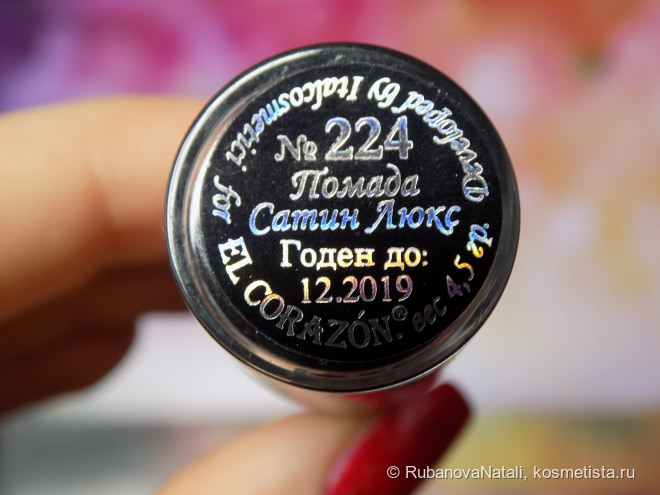 № 224
Помада
Сатин Люкс
Годен до:
12.2019
Developed by Italcosmetici for EL CORAZÓN.® вес 4,5 гр.
© RubanovaNatali, kosmetista.ru